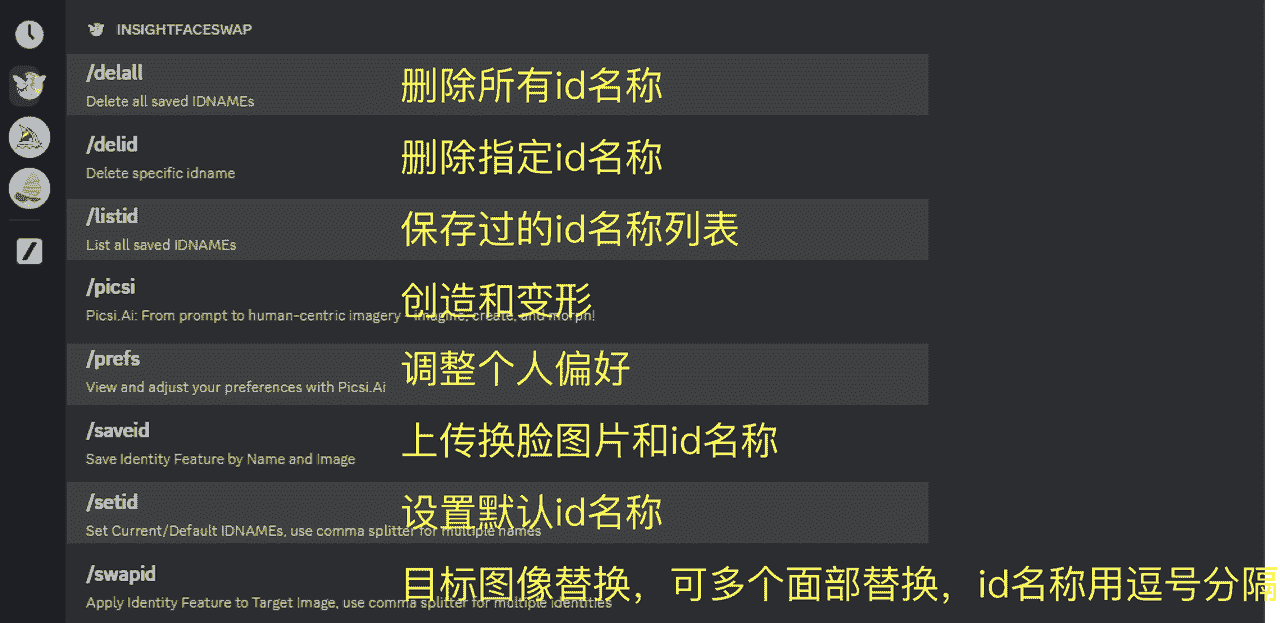 INSIGHTFACESWAP
/delall
删除所有id名称
Delete all saved IDNAMEs
/delid
删除指定id名称
Delete specific idname
/listid
保存过的id名称列表
List all saved IDNAMEs
/picsi
创造和变形
Picsi.Ai: From prompt to human-centric imagery - imagine, create, and morph!
/prefs
调整个人偏好
View and adjust your preferences with Picsi.Ai
/saveid
上传换脸图片和id名称
Save Identity Feature by Name and Image
/setid
设置默认id名称
Set Current/Default IDNAMEs, use comma splitter for multiple names
/swapid
目标图像替换，可多个面部替换，id名称用逗号分隔
Apply Identity Feature to Target Image, use comma splitter for multiple identities